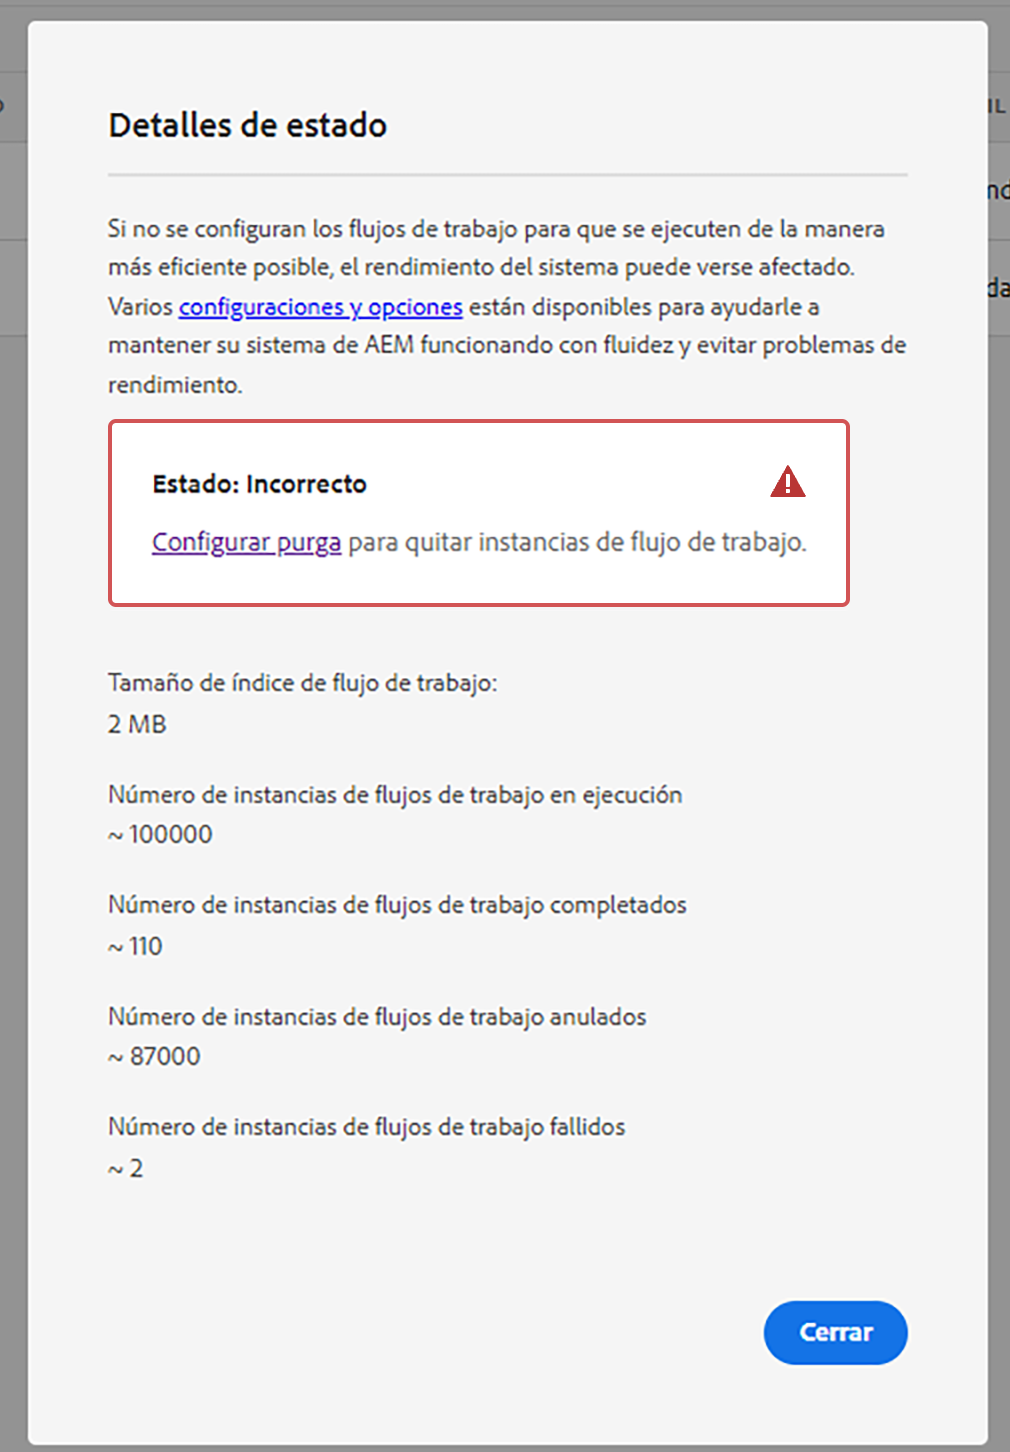 Detalles de estado
Si no se configuran los flujos de trabajo para que se ejecuten de la manera
más eficiente posible, el rendimiento del sistema puede verse afectado.
Varios configuraciones y opciones están disponibles para ayudarle a
mantener su sistema de AEM funcionando con fluidez y evitar problemas de
rendimiento.
Estado: Incorrecto
Configurar purga para quitar instancias de flujo de trabajo.
Tamaño de índice de flujo de trabajo:
2 MB
Número de instancias de flujos de trabajo en ejecución
~ 100000
Número de instancias de flujos de trabajo completados
~ 110
Número de instancias de flujos de trabajo anulados
~ 87000
Número de instancias de flujos de trabajo fallidos
~ 2
Cerrar